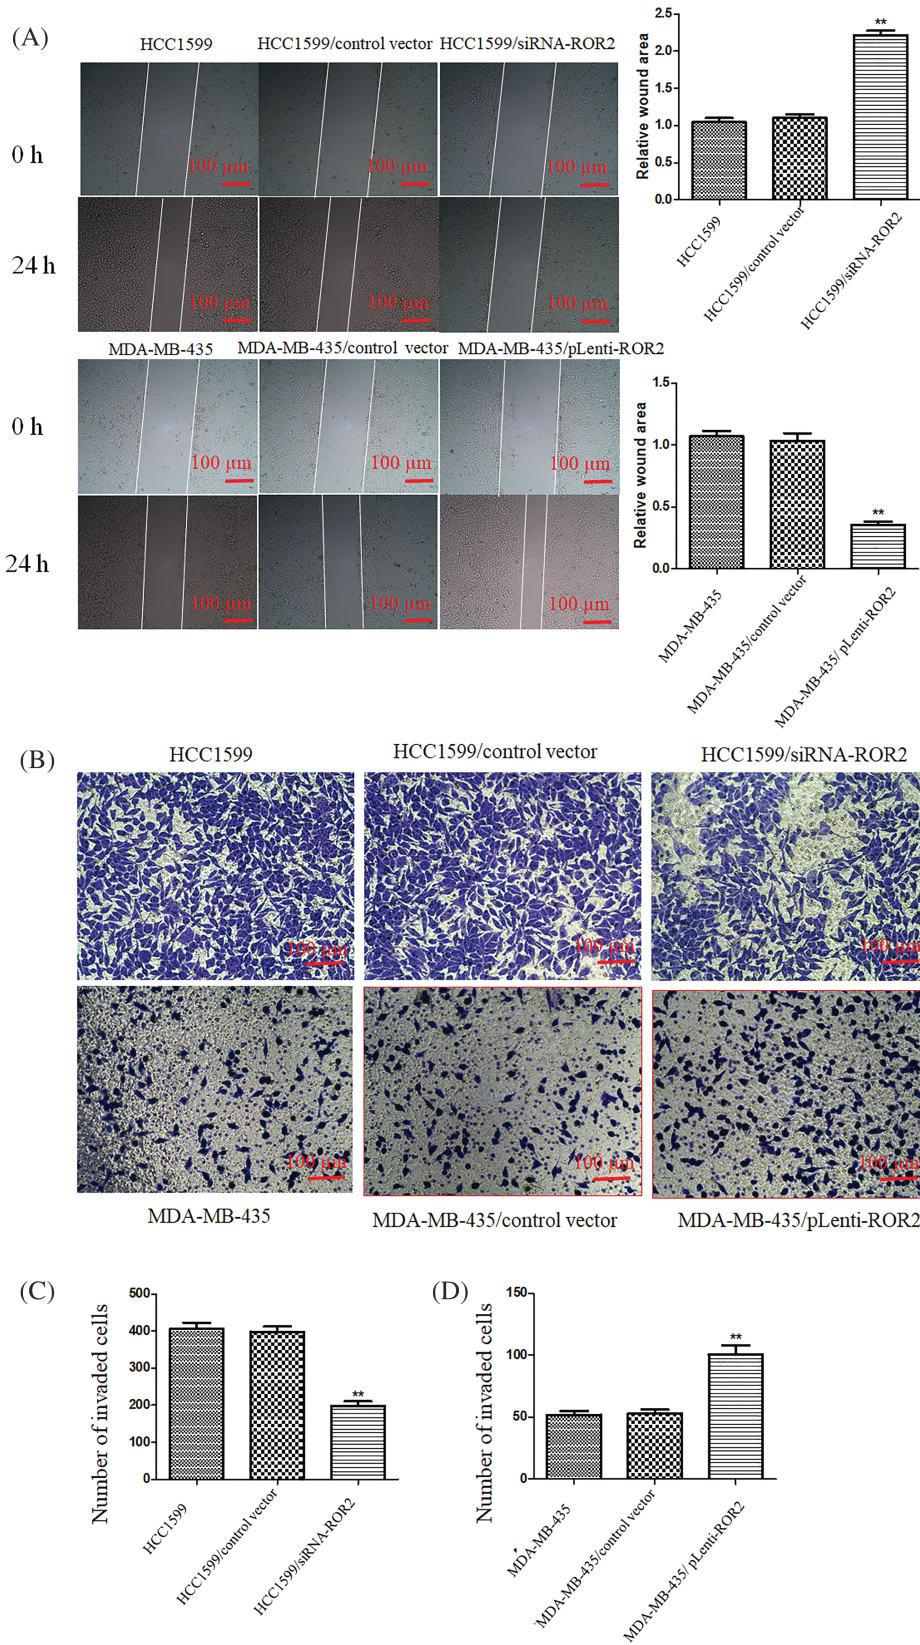 (A)
HCC1599 HCC1599/control vector HCC1599/siRNA-ROR2
0 h
100 μm 100 μm 100 μm
24 h
100 μm 100 μm 100 μm
MDA-MB-435 MDA-MB-435/control vector MDA-MB-435/pLenti-ROR2
0 h
100 μm 100 μm 100 μm
24 h
100 μm 100 μm 100 μm
Relative wound area
2.5
2.0
1.5
1.0
0.5
0.0
**
HCC1599
HCC1599/control vector
HCC1599/siRNA-ROR2
Relative wound area
1.5
1.0
0.5
0.0
**
MDA-MB-435
MDA-MB-435/control vector
MDA-MB-435/ pLenti-ROR2
(B)
HCC1599 HCC1599/control vector HCC1599/siRNA-ROR2
100 μm 100 μm 100 μm
100 μm 100 μm 100 μm
MDA-MB-435 MDA-MB-435/control vector MDA-MB-435/pLenti-ROR2
(C)
Number of invaded cells
500
400
300
200
100
0
**
HCC1599
HCC1599/control vector
HCC1599/siRNA-ROR2
(D)
Number of invaded cells
150
100
50
0
**
MDA-MB-435
'MDA-MB-435/control vector
MDA-MB-435/ pLenti-ROR2